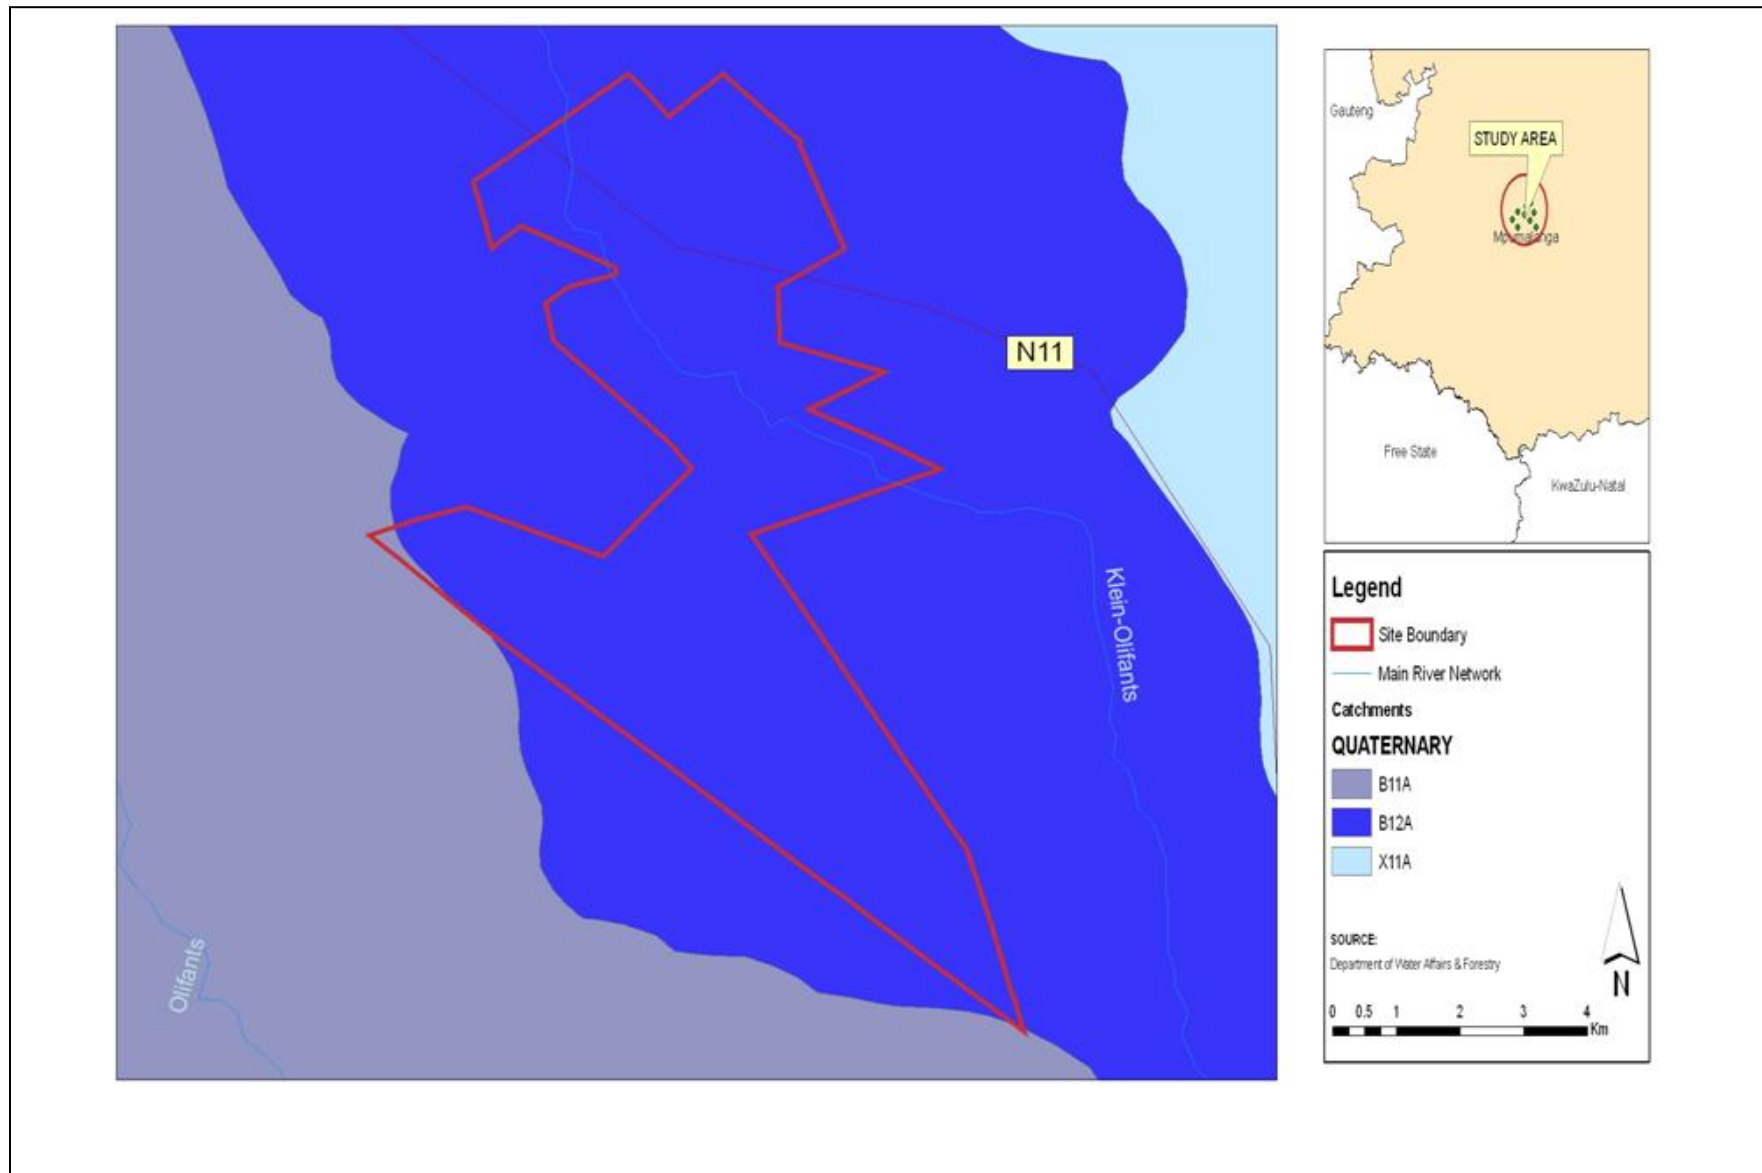 N11
Klein-Olifants
Olifants
Gauteng
STUDY AREA
Mpumalanga
Free State
KwaZulu-Natal
Legend
Site Boundary
Main River Network
Catchments
QUATERNARY
B11A
B12A
X11A
SOURCE:
Department of Water Affairs & Forestry
N
0 0.5 1 2 3 4
Km